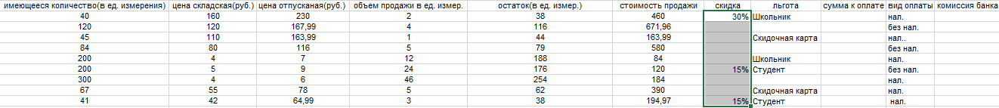 имеющееся количество(в ед. измерения) цена складская(руб.) цена отпусканая(руб.) объем продажи в ед. измер. остаток(в ед. измер.) стоимость продажи скидка льгота сумма к оплате вид оплаты комиссия банка
40 160 230 2 38 460 30% Школьник нал.
120 120 167,99 4 116 671,96 без нал.
45 110 163,99 1 44 163,99 Скидочная карта нал..
84 80 116 5 79 580 без нал.
200 4 7 12 188 84 Школьник нал.
200 5 9 24 176 120 15% Студент без нал.
300 4 6 46 254 184 нал.
67 55 78 5 62 390 Скидочная карта нал.
41 42 64,99 3 38 194,97 15% Студент нал.